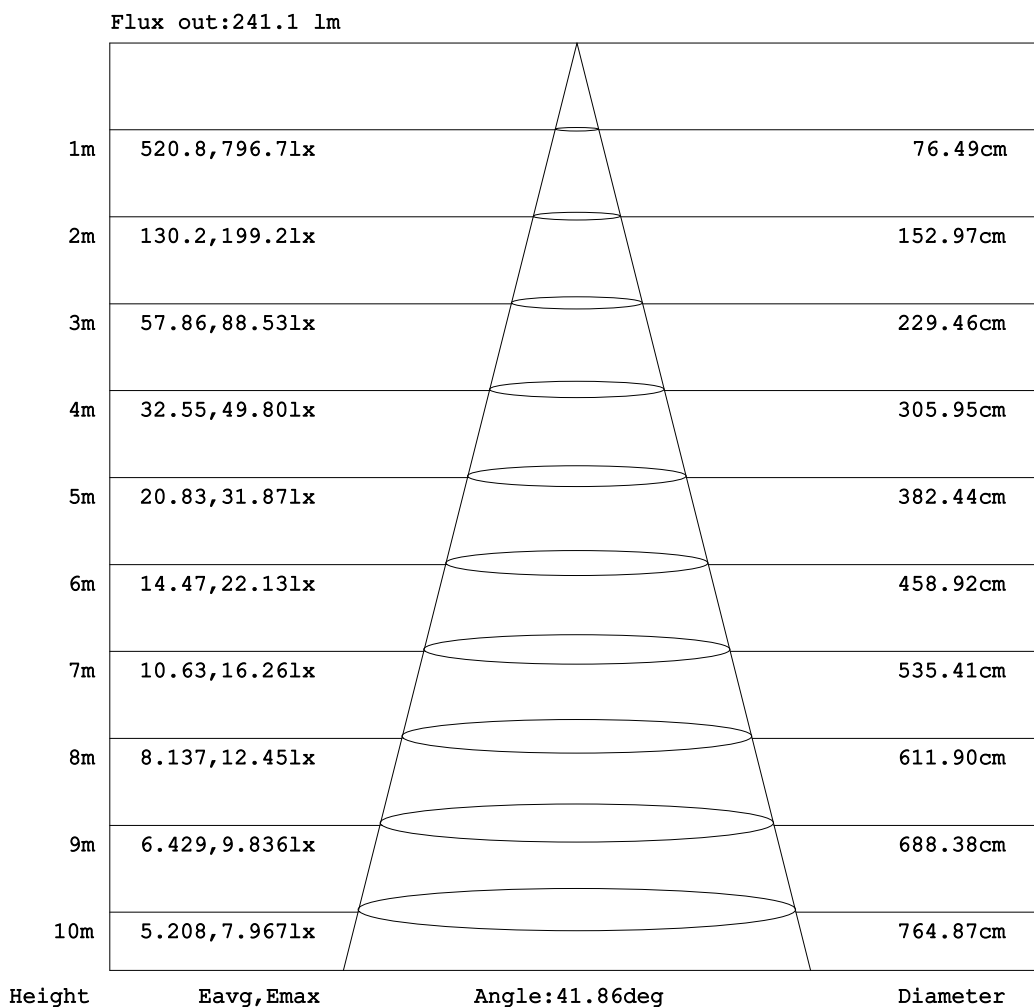 Flux out:241.1 lm
1m 520.8,796.7lx 76.49cm
2m 130.2,199.2lx 152.97cm
3m 57.86,88.53lx 229.46cm
4m 32.55,49.80lx 305.95cm
5m 20.83,31.87lx 382.44cm
6m 14.47,22.13lx 458.92cm
7m 10.63,16.26lx 535.41cm
8m 8.137,12.45lx 611.90cm
9m 6.429,9.836lx 688.38cm
10m 5.208,7.967lx 764.87cm
Height Eavg,Emax Angle:41.86deg Diameter